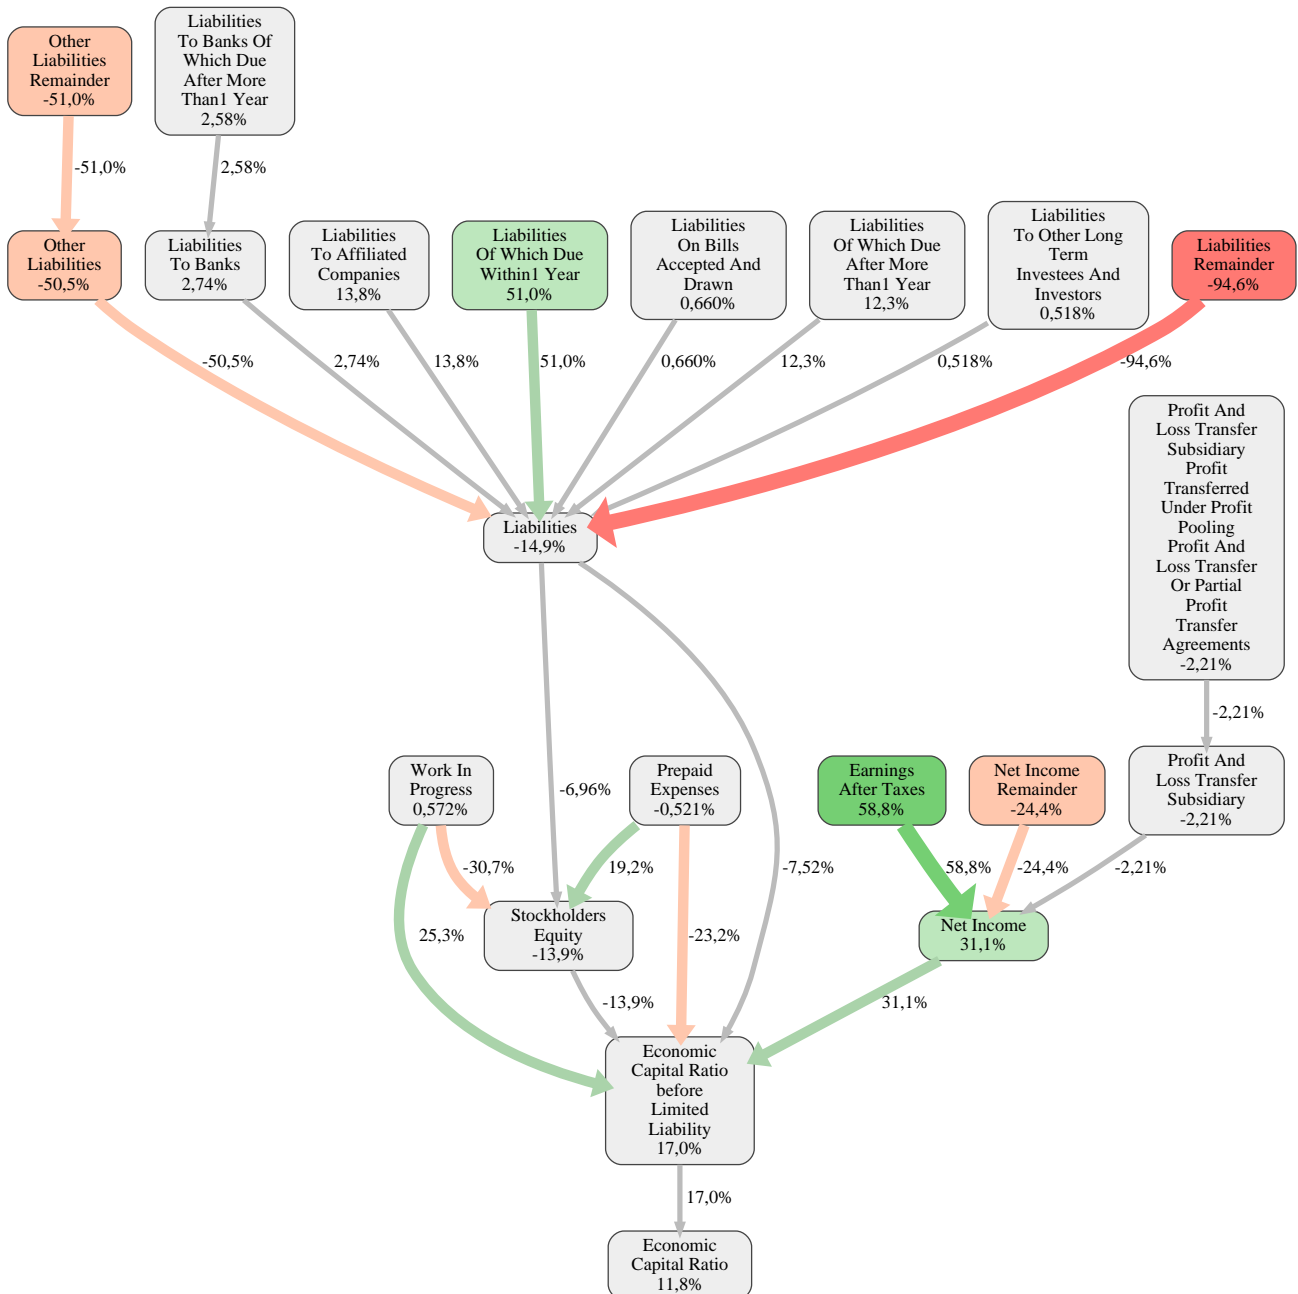 Other
Liabilities
Remainder
-51,0%
Liabilities
To Banks Of
Which Due
After More
Than1 Year
2,58%
-51,0%
2,58%
Other
Liabilities
-50,5%
Liabilities
To Banks
2,74%
Liabilities
To Affiliated
Companies
13,8%
Liabilities
Of Which Due
Within1 Year
51,0%
Liabilities
On Bills
Accepted And
Drawn
0,660%
Liabilities
Of Which Due
After More
Than1 Year
12,3%
Liabilities
To Other Long
Term
Investees And
Investors
0,518%
Liabilities
Remainder
-94,6%
-50,5%
2,74%
13,8%
51,0%
0,660%
12,3%
0,518%
-94,6%
Profit And
Loss Transfer
Subsidiary
Profit
Transferred
Under Profit
Pooling
Profit And
Loss Transfer
Or Partial
Profit
Transfer
Agreements
-2,21%
Liabilities
-14,9%
-2,21%
Work In
Progress
0,572%
-6,96%
Prepaid
Expenses
-0,521%
Earnings
After Taxes
58,8%
Net Income
Remainder
-24,4%
Profit And
Loss Transfer
Subsidiary
-2,21%
-30,7%
19,2%
-7,52%
58,8%
-24,4%
-2,21%
25,3%
Stockholders
Equity
-13,9%
-23,2%
Net Income
31,1%
-13,9%
31,1%
Economic
Capital Ratio
before
Limited
Liability
17,0%
17,0%
Economic
Capital Ratio
11,8%